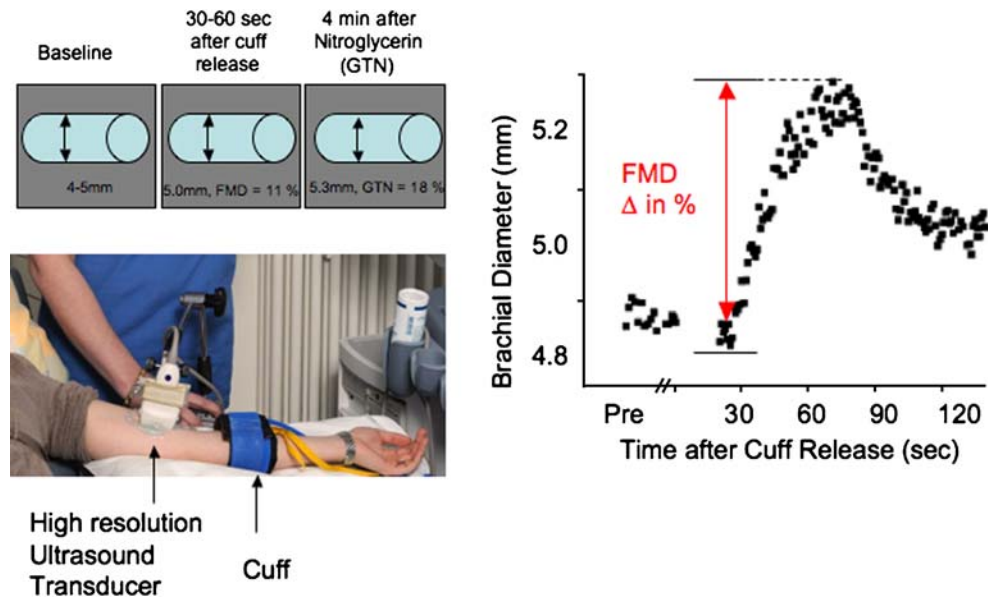 Baseline
30-60 sec
after cuff
release
4 min after
Nitroglycerin
(GTN)
4-5mm
5.0mm, FMD = 11 %
5.3mm, GTN = 18 %
High resolution
Ultrasound
Transducer
Cuff
Brachial Diameter (mm)
5.2
5.0
4.8
FMD
Δ in %
Pre
30
60
90
120
Time after Cuff Release (sec)